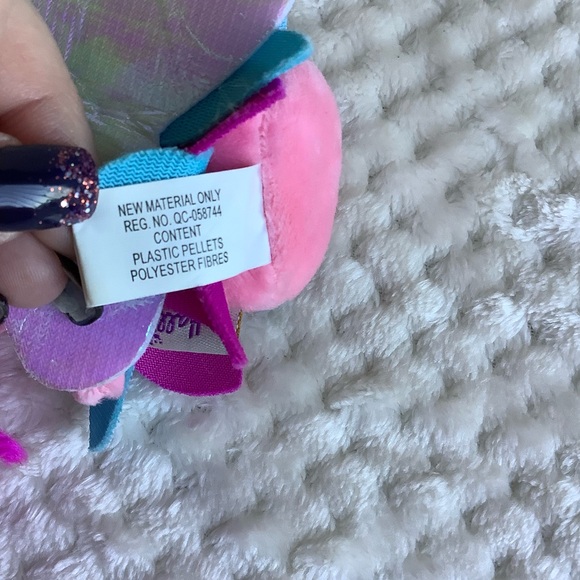 NEW MATERIAL ONLY
REG. NO. QC-058744
CONTENT
PLASTIC PELLETS
POLYESTER FIBRES